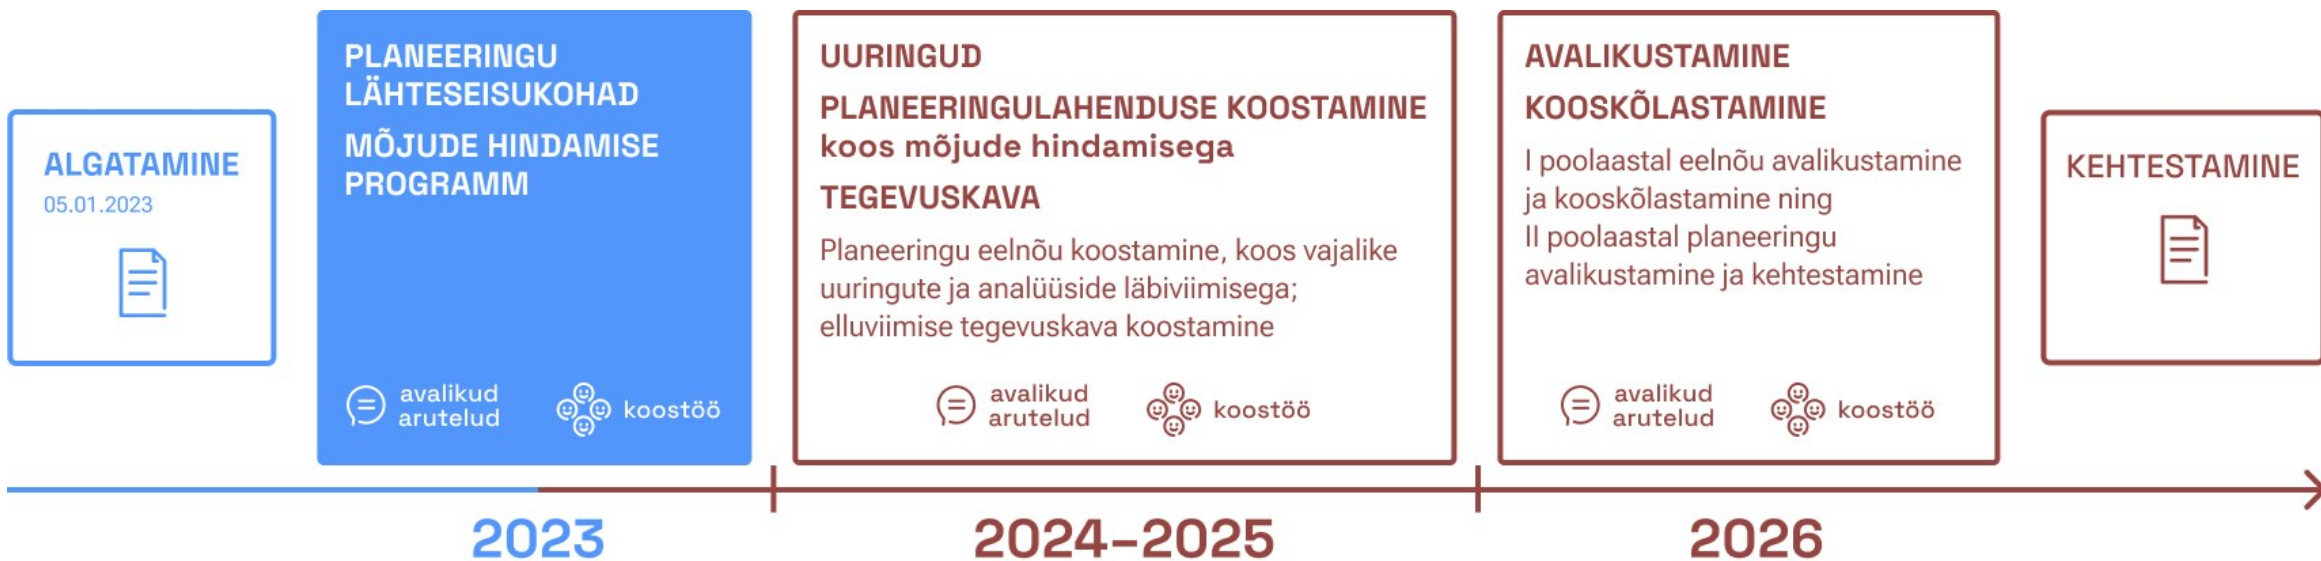 ALGATAMINE
05.01.2023
PLANEERINGU
LÄHTESEISUKOHAD
MÕJUDE HINDAMISE
PROGRAMM
avalikud
arutelud
koostöö
UURINGUD
PLANEERINGULAHENDUSE KOOSTAMINE
koos mõjude hindamisega
TEGEVUSKAVA
Planeeringu eelnõu koostamine, koos vajalike
uuringute ja analüüside läbiviimisega;
elluviimise tegevuskava koostamine
avalikud
arutelud
koostöö
AVALIKUSTAMINE
KOOSKÕLASTAMINE
I poolaastal eelnõu avalikustamine
ja kooskõlastamine ning
II poolaastal planeeringu
avalikustamine ja kehtestamine
avalikud
arutelud
koostöö
KEHTESTAMINE
2023
2024–2025
2026